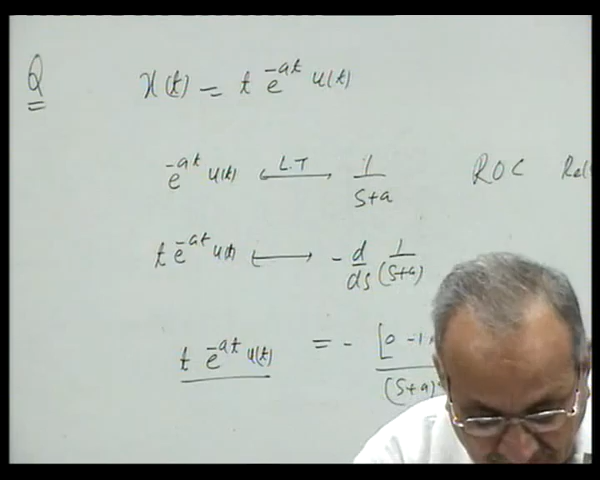 Q x(t) = t e^{-at} u(t)
e^{-at} u(t) ⟷ L.T 1/(S+a) ROC
t e^{-at} u(t) ⟷ - d/ds 1/(S+a)
t e^{-at} u(t) = - [0 - 1 / (S+a)